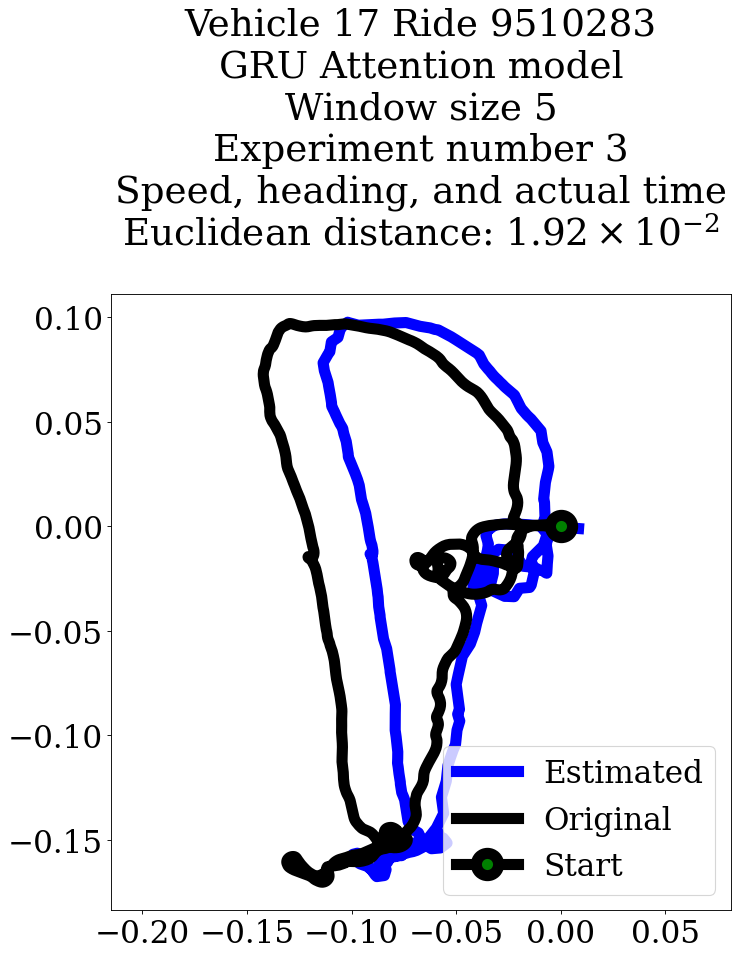 Vehicle 17 Ride 9510283
GRU Attention model
Window size 5
Experiment number 3
Speed, heading, and actual time
Euclidean distance: 1.92 × 10⁻²
0.10
0.05
0.00
−0.05
−0.10
−0.15
Estimated
Original
Start
−0.20 −0.15 −0.10 −0.05 0.00 0.05